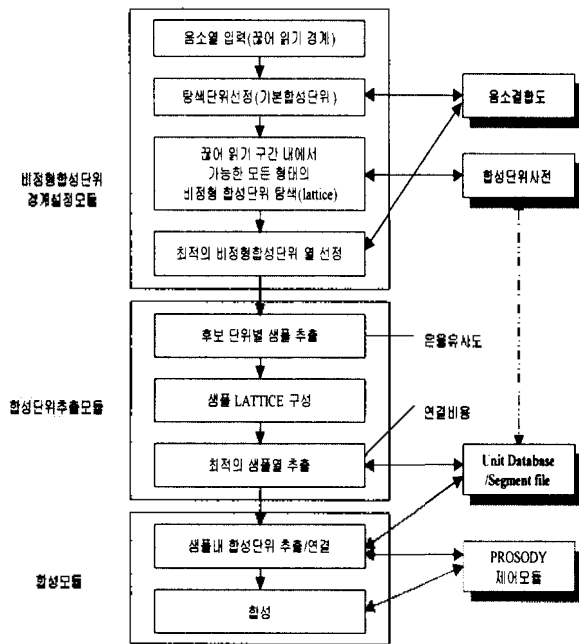 음소열 입력(끊어 읽기 경계)
탐색단위선정(기본합성단위)
음소결합도
끊어 읽기 구간 내에서
가능한 모든 형태의
비정형 합성단위 탐색(lattice)
합성단위사전
비정형합성단위
경계설정모듈
최적의 비정형합성단위 열 선정
후보 단위별 샘플 추출
운율유사도
합성단위추출모듈
샘플 LATTICE 구성
연결비용
최적의 샘플열 추출
Unit Database
/Segment file
샘플내 합성단위 추출/연결
PROSODY
제어모듈
합성모듈
합성